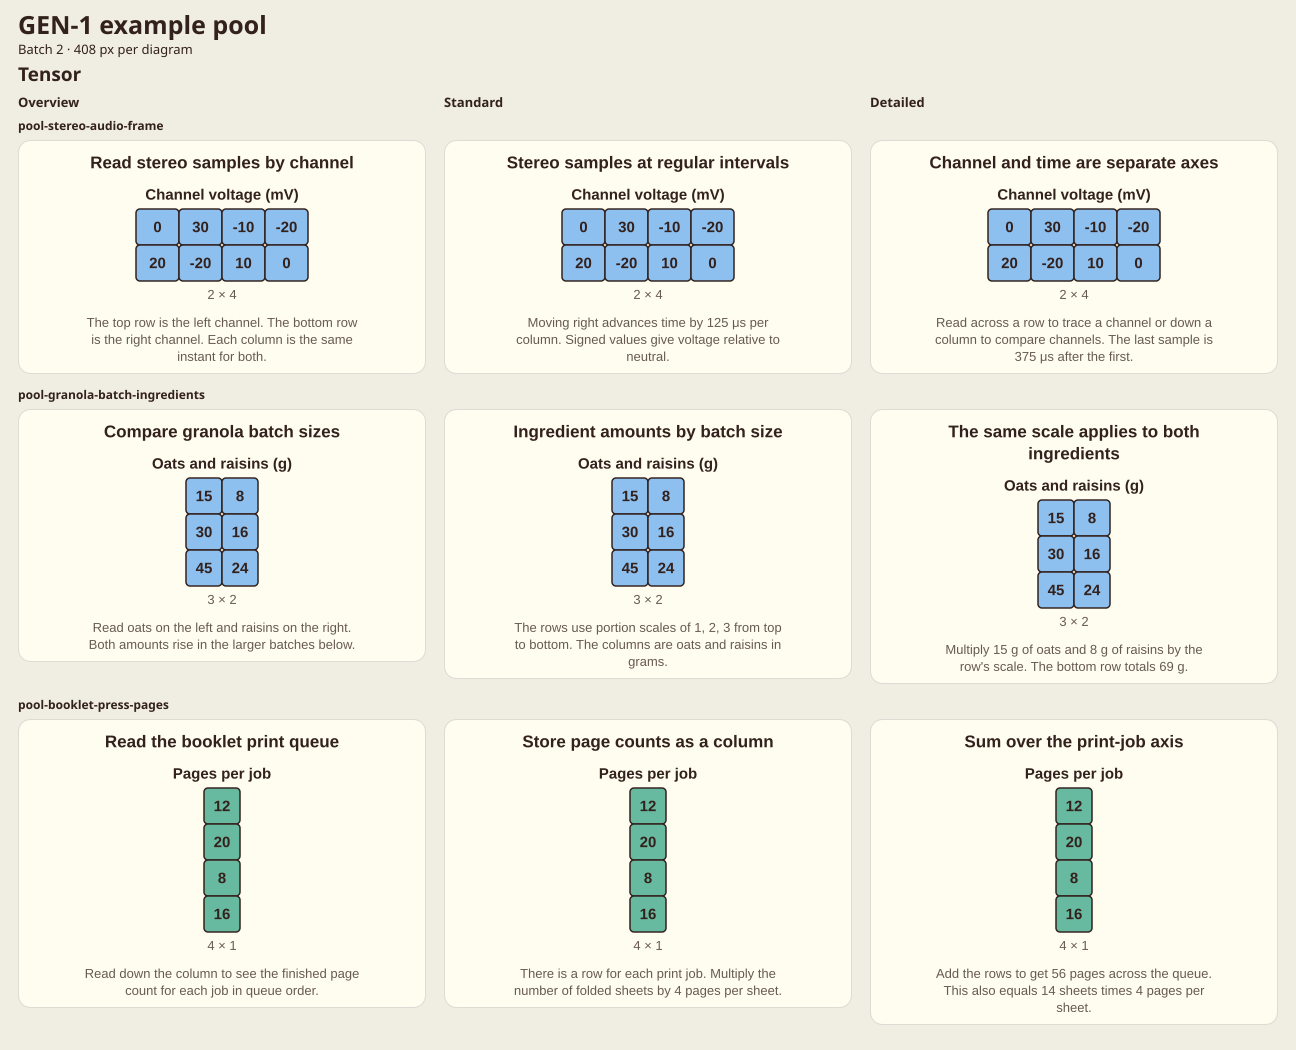 GEN-1 example pool
Batch 2 · 408 px per diagram
Tensor
Overview
Standard
Detailed
pool-stereo-audio-frame
Read stereo samples by channel
Channel voltage (mV)
0 30 -10 -20
20 -20 10 0
2 × 4
The top row is the left channel. The bottom row
is the right channel. Each column is the same
instant for both.
Stereo samples at regular intervals
Channel voltage (mV)
0 30 -10 -20
20 -20 10 0
2 × 4
Moving right advances time by 125 μs per
column. Signed values give voltage relative to
neutral.
Channel and time are separate axes
Channel voltage (mV)
0 30 -10 -20
20 -20 10 0
2 × 4
Read across a row to trace a channel or down a
column to compare channels. The last sample is
375 μs after the first.
pool-granola-batch-ingredients
Compare granola batch sizes
Oats and raisins (g)
15 8
30 16
45 24
3 × 2
Read oats on the left and raisins on the right.
Both amounts rise in the larger batches below.
Ingredient amounts by batch size
Oats and raisins (g)
15 8
30 16
45 24
3 × 2
The rows use portion scales of 1, 2, 3 from top
to bottom. The columns are oats and raisins in
grams.
The same scale applies to both
ingredients
Oats and raisins (g)
15 8
30 16
45 24
3 × 2
Multiply 15 g of oats and 8 g of raisins by the
row's scale. The bottom row totals 69 g.
pool-booklet-press-pages
Read the booklet print queue
Pages per job
12
20
8
16
4 × 1
Read down the column to see the finished page
count for each job in queue order.
Store page counts as a column
Pages per job
12
20
8
16
4 × 1
There is a row for each print job. Multiply the
number of folded sheets by 4 pages per sheet.
Sum over the print-job axis
Pages per job
12
20
8
16
4 × 1
Add the rows to get 56 pages across the queue.
This also equals 14 sheets times 4 pages per
sheet.